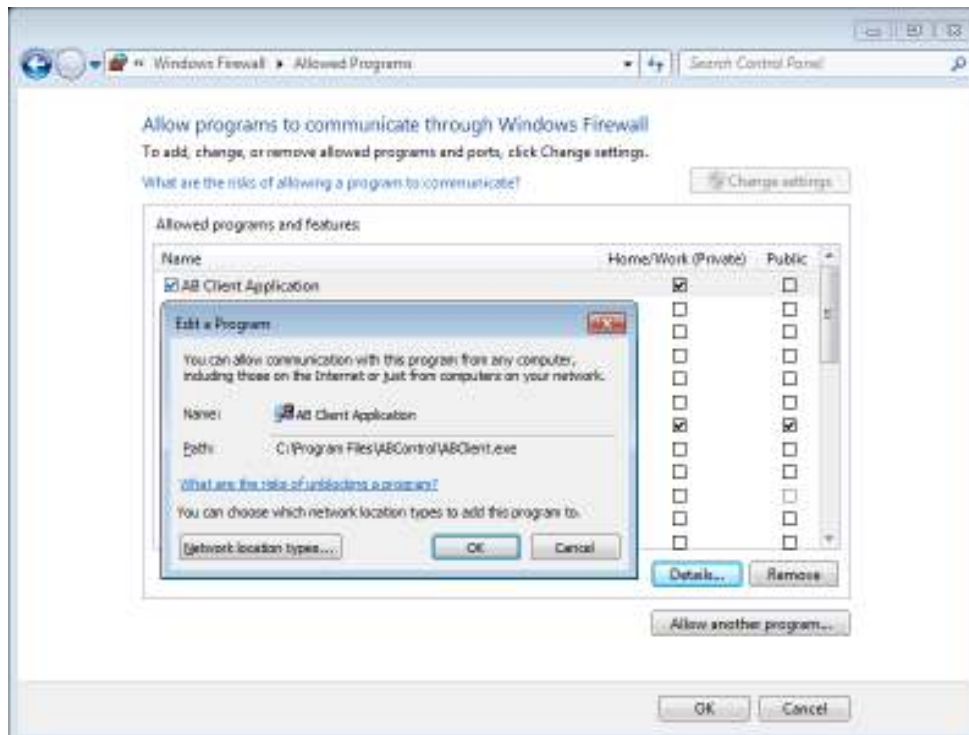 « Windows Firewall ▸ Allowed Programs
Search Control Panel
Allow programs to communicate through Windows Firewall
To add, change, or remove allowed programs and ports, click Change settings.
What are the risks of allowing a program to communicate?
Change settings
Allowed programs and features:
Name Home/Work (Private) Public
AB Client Application
Edit a Program
You can allow communication with this program from any computer,
including those on the Internet or just from computers on your network.
Name: AB Client Application
Path: C:\Program Files\ABControl\ABClient.exe
What are the risks of unblocking a program?
You can choose which network location types to add this program to.
Network location types... OK Cancel
Details... Remove
Allow another program...
OK Cancel